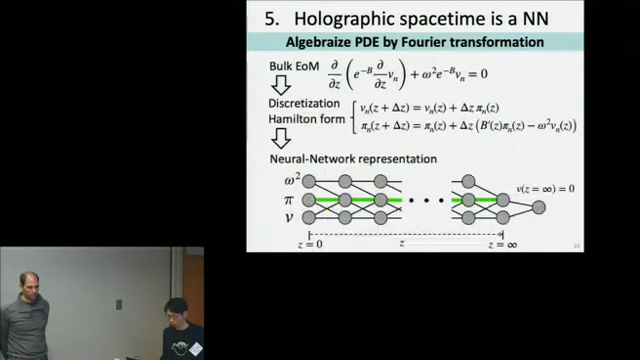 5. Holographic spacetime is a NN
Algebraize PDE by Fourier transformation
Bulk EoM ∂/∂z (e^{-B} ∂/∂z v_n) + ω²e^{-B}v_n = 0
Discretization
Hamilton form
v_n(z + Δz) = v_n(z) + Δz π_n(z)
π_n(z + Δz) = π_n(z) + Δz (B'(z)π_n(z) − ω²v_n(z))
Neural-Network representation
ω²
π
v
v(z = ∞) = 0
z = 0
z
z = ∞